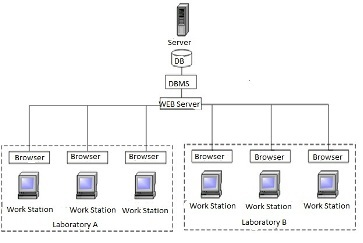 Server
DB
DBMS
WEB Server
Browser
Browser
Browser
Browser
Browser
Browser
Work Station
Work Station
Work Station
Work Station
Work Station
Work Station
Laboratory A
Laboratory B